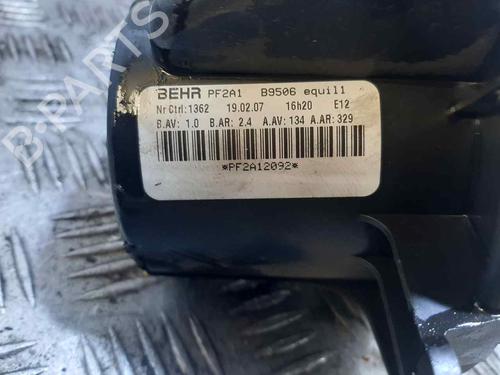 BEHR PF2A1 B9506 equil1
Nr Ctrl:1362 19.02.07 16h20 E12
B.AV: 1.0 B.AR: 2.4 A.AV: 134 A.AR: 329
*PF2A12092*
B-PARTS